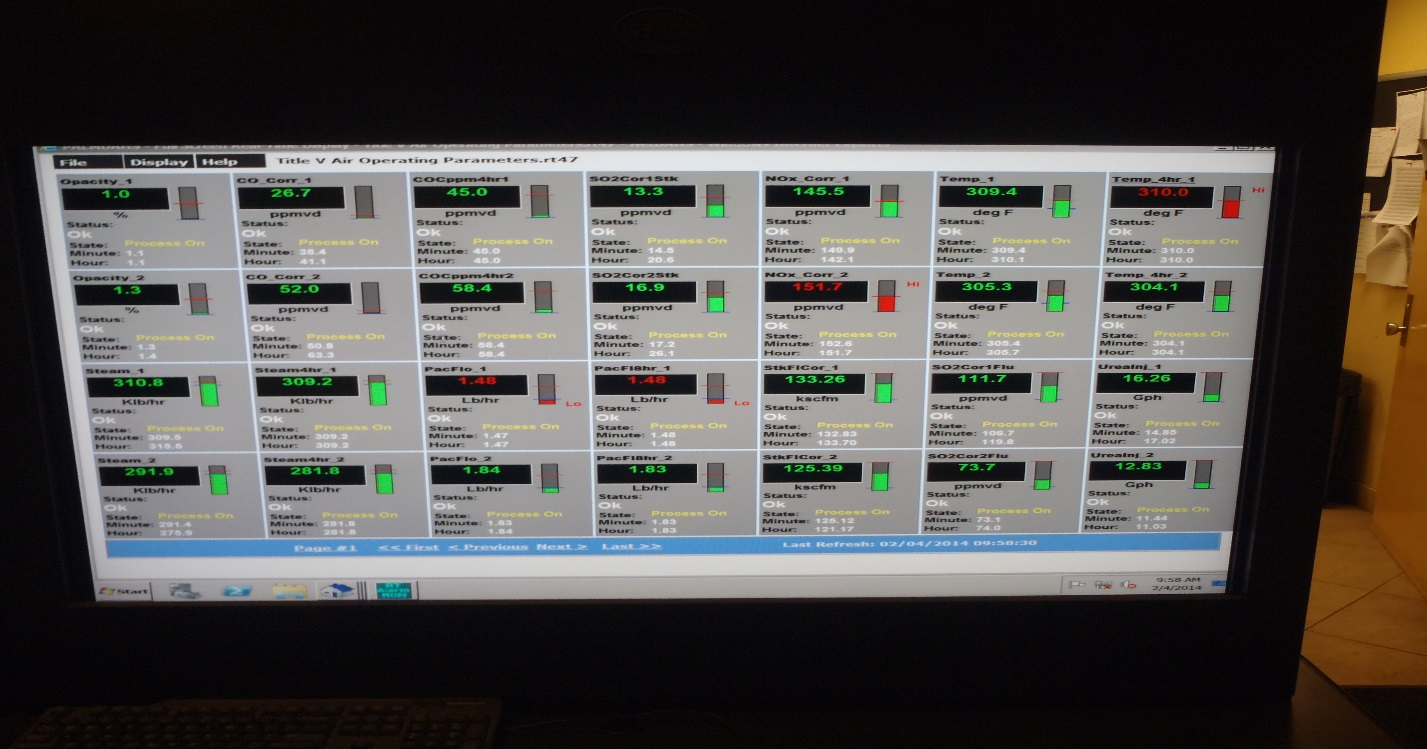 File Display Help Title V Air Operating Parameters.rt47
Opacity_1 CO_Corr_1 COCppm4hr1 SO2Cor1Stk NOx_Corr_1 Temp_1 Temp_4hr_1
1.0 26.7 45.0 13.3 145.5 309.4 310.0 Hi
% ppmvd ppmvd ppmvd ppmvd deg F deg F
Status: Status: Status: Status: Status: Status: Status:
Ok Ok Ok Ok Ok Ok Ok
State: Process On State: Process On State: Process On State: Process On State: Process On State: Process On State: Process On
Minute: 1.1 Minute: 38.4 Minute: 45.0 Minute: 14.5 Minute: 149.9 Minute: 309.4 Minute: 310.0
Hour: 1.1 Hour: 41.1 Hour: 45.0 Hour: 20.6 Hour: 142.1 Hour: 310.1 Hour: 310.0
Opacity_2 CO_Corr_2 COCppm4hr2 SO2Cor2Stk NOx_Corr_2 Temp_2 Temp_4hr_2
1.3 52.0 58.4 16.9 151.7 Hi 305.3 304.1
% ppmvd ppmvd ppmvd ppmvd deg F deg F
Status: Status: Status: Status: Status: Status: Status:
Ok Ok Ok Ok Ok Ok Ok
State: Process On State: Process On State: Process On State: Process On State: Process On State: Process On State: Process On
Minute: 1.3 Minute: 50.8 Minute: 58.4 Minute: 17.2 Minute: 152.6 Minute: 305.4 Minute: 304.1
Hour: 1.4 Hour: 63.3 Hour: 58.4 Hour: 26.1 Hour: 151.7 Hour: 305.7 Hour: 304.1
Steam_1 Steam4hr_1 PacFlo_1 PacFl8hr_1 StkFlCor_1 SO2Cor1Flu UreaInj_1
310.8 309.2 1.48 1.48 133.26 111.7 16.26
Klb/hr Klb/hr Lb/hr Lo Lb/hr Lo kscfm ppmvd Gph
Status: Status: Status: Status: Status: Status: Status:
Ok Ok Ok Ok Ok Ok Ok
State: Process On State: Process On State: Process On State: Process On State: Process On State: Process On State: Process On
Minute: 309.5 Minute: 309.2 Minute: 1.47 Minute: 1.48 Minute: 132.83 Minute: 106.7 Minute: 14.85
Hour: 315.5 Hour: 309.2 Hour: 1.47 Hour: 1.48 Hour: 133.70 Hour: 119.8 Hour: 17.02
Steam_2 Steam4hr_2 PacFlo_2 PacFl8hr_2 StkFlCor_2 SO2Cor2Flu UreaInj_2
291.9 281.8 1.84 1.83 125.39 73.7 12.83
Klb/hr Klb/hr Lb/hr Lb/hr kscfm ppmvd Gph
Status: Status: Status: Status: Status: Status: Status:
Ok Ok Ok Ok Ok Ok Ok
State: Process On State: Process On State: Process On State: Process On State: Process On State: Process On State: Process On
Minute: 291.4 Minute: 281.8 Minute: 1.83 Minute: 1.83 Minute: 125.12 Minute: 73.1 Minute: 11.44
Hour: 275.9 Hour: 281.8 Hour: 1.84 Hour: 1.83 Hour: 121.17 Hour: 74.0 Hour: 11.03
Page #1 << First < Previous Next > Last >> Last Refresh: 02/04/2014 09:58:30
Start RT Alarm MON 9:58 AM
2/4/2014